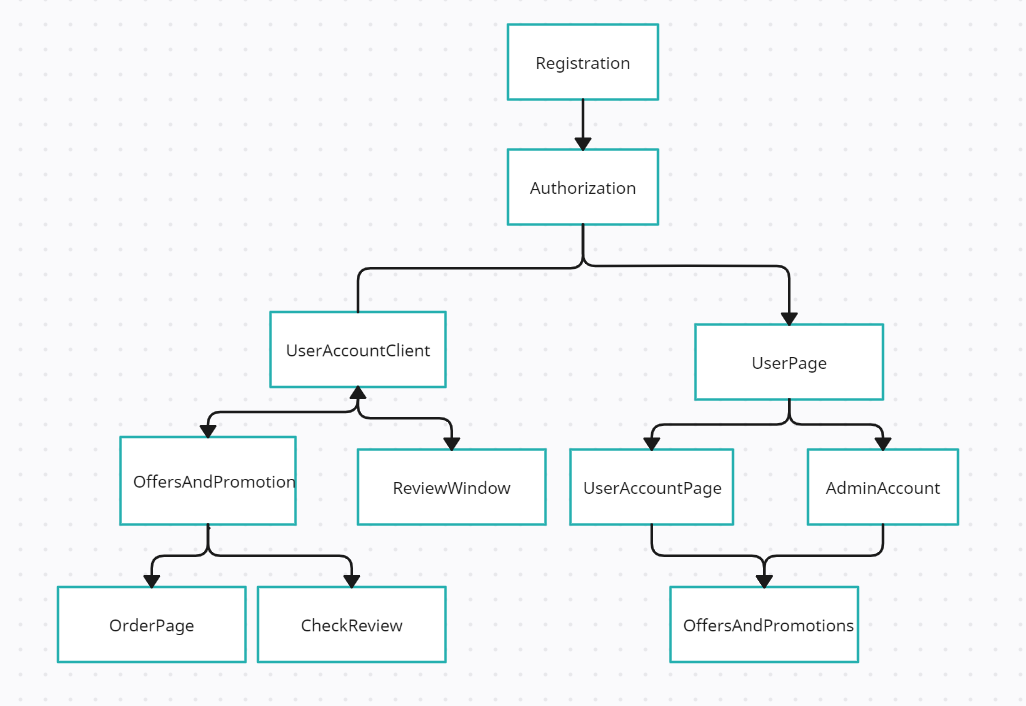 Registration
Authorization
UserAccountClient
UserPage
OffersAndPromotion
ReviewWindow
UserAccountPage
AdminAccount
OrderPage
CheckReview
OffersAndPromotions